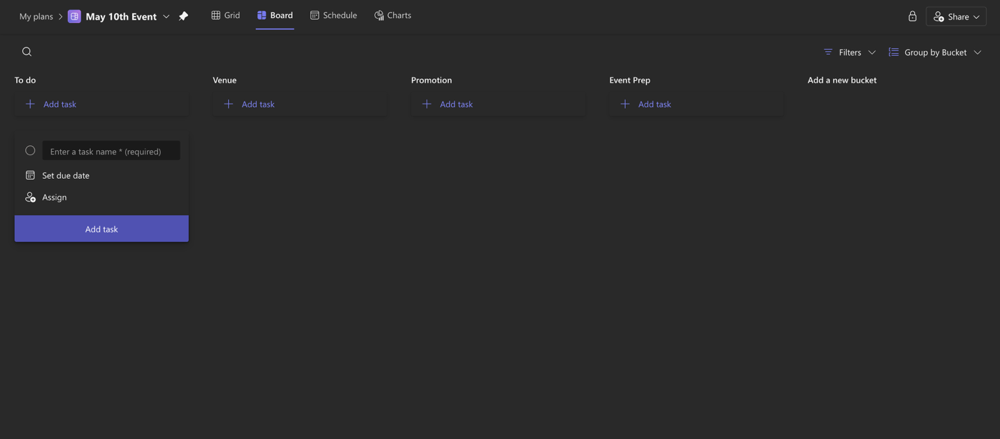 My plans > May 10th Event
Grid
Board
Schedule
Charts
Share
Filters
Group by Bucket
To do
Venue
Promotion
Event Prep
Add a new bucket
Add task
Add task
Add task
Add task
Enter a task name * (required)
Set due date
Assign
Add task